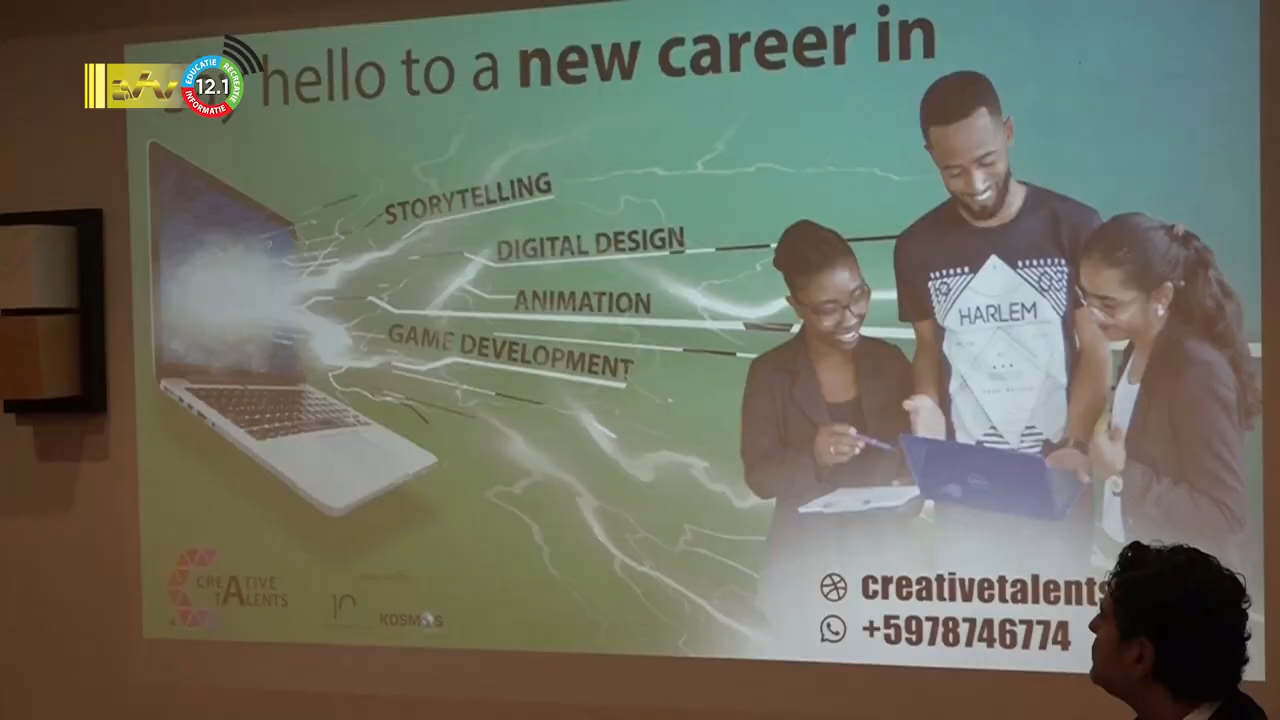 hello to a new career in
EDUCATIE
RECREATIE
INFORMATIE
12.1
STORYTELLING
DIGITAL DESIGN
ANIMATION
GAME DEVELOPMENT
HARLEM
CREATIVE
TALENTS
KOSMOS
creativetalents
+5978746774